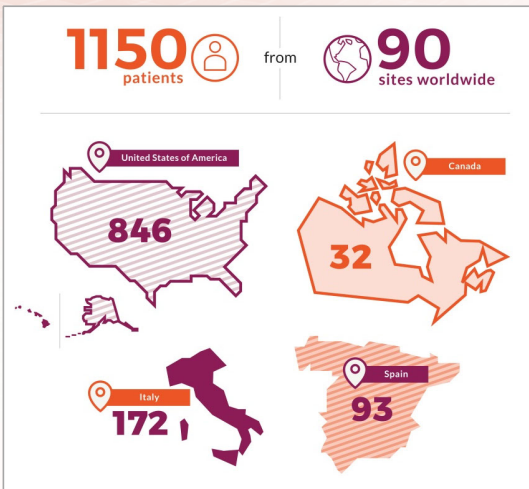 1150
patients
from
90
sites worldwide
United States of America
846
Canada
32
Italy
172
Spain
93